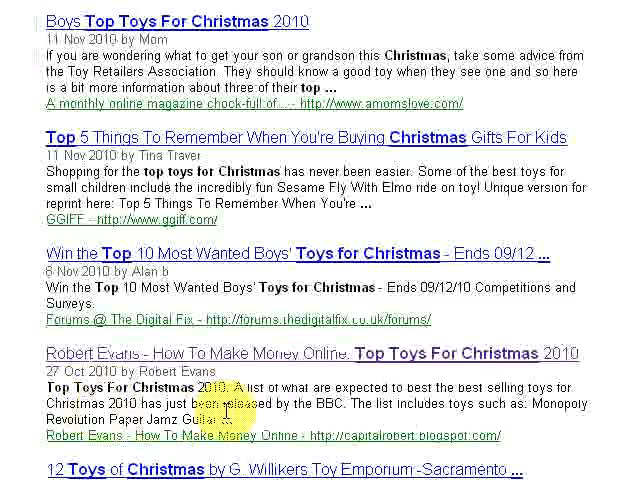 Boys Top Toys For Christmas 2010
11 Nov 2010 by Mom
If you are wondering what to get your son or grandson this Christmas, take some advice from
the Toy Retailers Association. They should know a good toy when they see one and so here
is a bit more information about three of their top ...
A monthly online magazine chock-full of ... - http://www.amomslove.com/
Top 5 Things To Remember When You're Buying Christmas Gifts For Kids
11 Nov 2010 by Tina Traver
Shopping for the top toys for Christmas has never been easier. Some of the best toys for
small children include the incredibly fun Sesame Fly With Elmo ride on toy! Unique version for
reprint here: Top 5 Things To Remember When You're ...
GGIFF - http://www.ggiff.com/
Win the Top 10 Most Wanted Boys' Toys for Christmas - Ends 09/12 ...
8 Nov 2010 by Alan b
Win the Top 10 Most Wanted Boys' Toys for Christmas - Ends 09/12/10 Competitions and
Surveys.
Forums @ The Digital Fix - http://forums.thedigitalfix.co.uk/forums/
Robert Evans - How To Make Money Online: Top Toys For Christmas 2010
27 Oct 2010 by Robert Evans
Top Toys For Christmas 2010. A list of what are expected to best the best selling toys for
Christmas 2010 has just been released by the BBC. The list includes toys such as: Monopoly
Revolution Paper Jamz Guitar ...
Robert Evans - How To Make Money Online - http://capitalrobert.blogspot.com/
12 Toys of Christmas by G. Willikers Toy Emporium -Sacramento ...